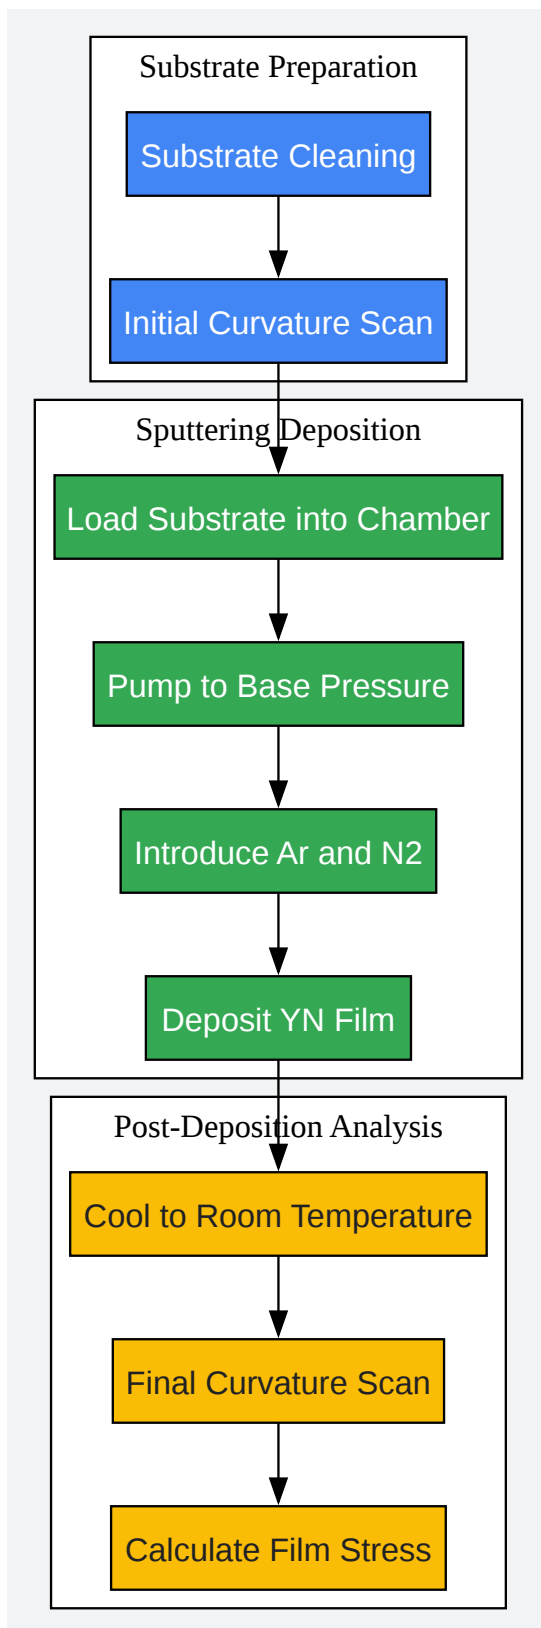 Substrate Preparation
Substrate Cleaning
Initial Curvature Scan
Sputtering Deposition
Load Substrate into Chamber
Pump to Base Pressure
Introduce Ar and N2
Deposit YN Film
Post-Deposition Analysis
Cool to Room Temperature
Final Curvature Scan
Calculate Film Stress